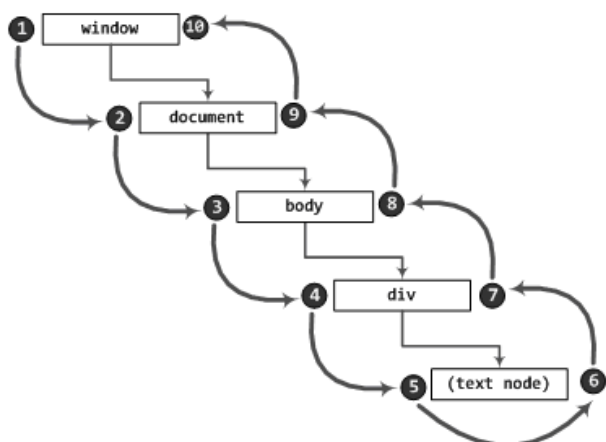 1 window 10
2 document 9
3 body 8
4 div 7
5 (text node) 6